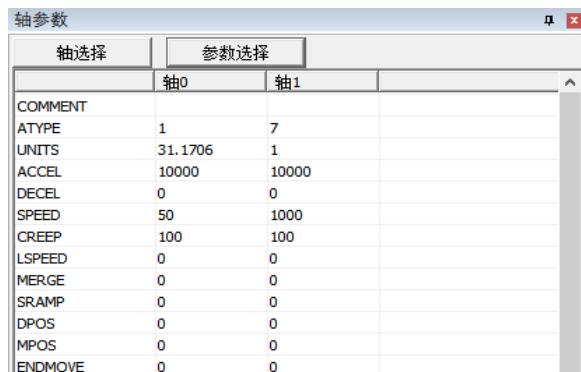 轴参数
轴选择 参数选择
轴0 轴1
COMMENT
ATYPE 1 7
UNITS 31.1706 1
ACCEL 10000 10000
DECEL 0 0
SPEED 50 1000
CREEP 100 100
LSPEED 0 0
MERGE 0 0
SRAMP 0 0
DPOS 0 0
MPOS 0 0
ENDMOVE 0 0